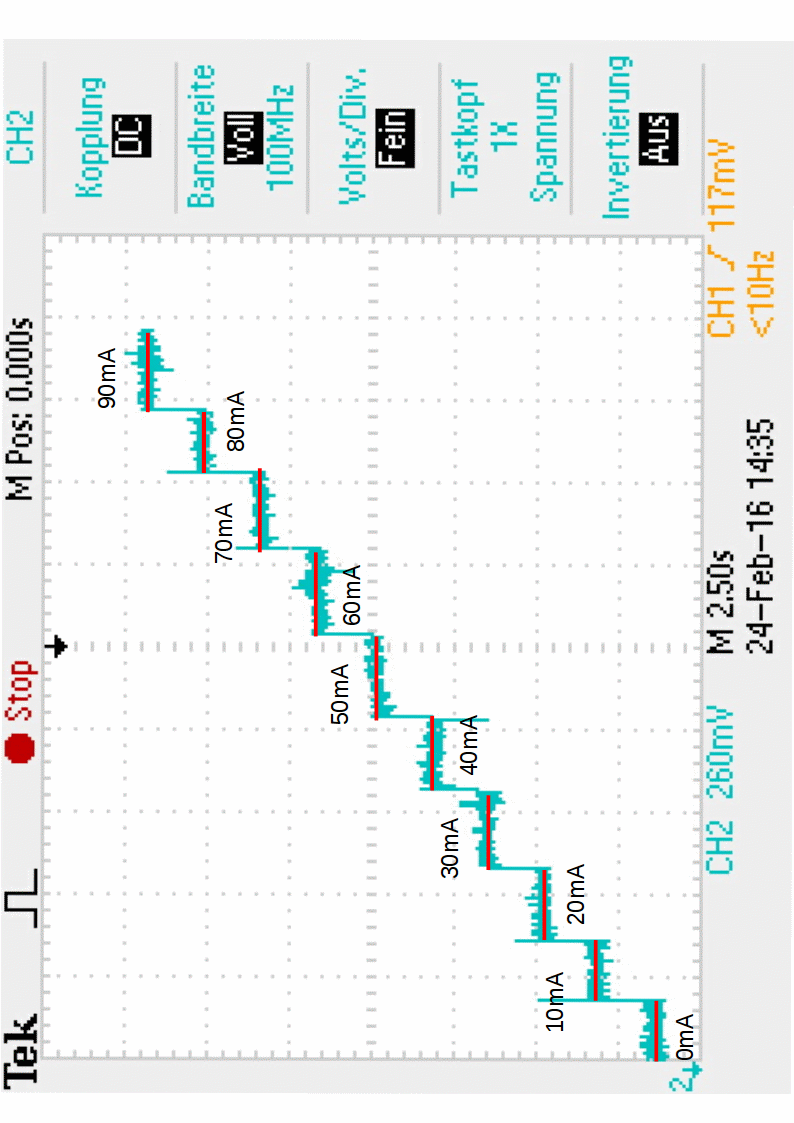 Tek
Stop
M Pos: 0.000s
CH2
Kopplung
DC
Bandbreite
Voll
100MHz
Volts/Div.
Fein
Tastkopf
1X
Spannung
Invertierung
Aus
90mA
80mA
70mA
60mA
50mA
40mA
30mA
20mA
10mA
0mA
2
CH2 260mV
M 2.50s
CH1 / 117mV
24-Feb-16 14:35
<10Hz